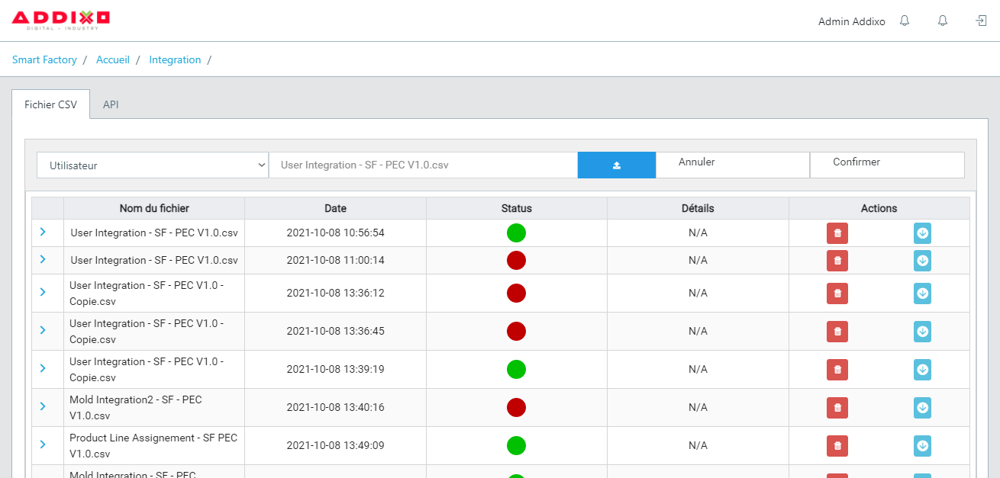 ADDIXO
DIGITAL - INDUSTRY
Admin Addixo
Smart Factory / Accueil / Integration /
Fichier CSV API
Utilisateur User Integration - SF - PEC V1.0.csv Annuler Confirmer
Nom du fichier Date Status Détails Actions
User Integration - SF - PEC V1.0.csv 2021-10-08 10:56:54 N/A
User Integration - SF - PEC V1.0.csv 2021-10-08 11:00:14 N/A
User Integration - SF - PEC V1.0 -
Copie.csv 2021-10-08 13:36:12 N/A
User Integration - SF - PEC V1.0 -
Copie.csv 2021-10-08 13:36:45 N/A
User Integration - SF - PEC V1.0 -
Copie.csv 2021-10-08 13:39:19 N/A
Mold Integration2 - SF - PEC
V1.0.csv 2021-10-08 13:40:16 N/A
Product Line Assignement - SF PEC
V1.0.csv 2021-10-08 13:49:09 N/A
Mold Integration - SF - PEC